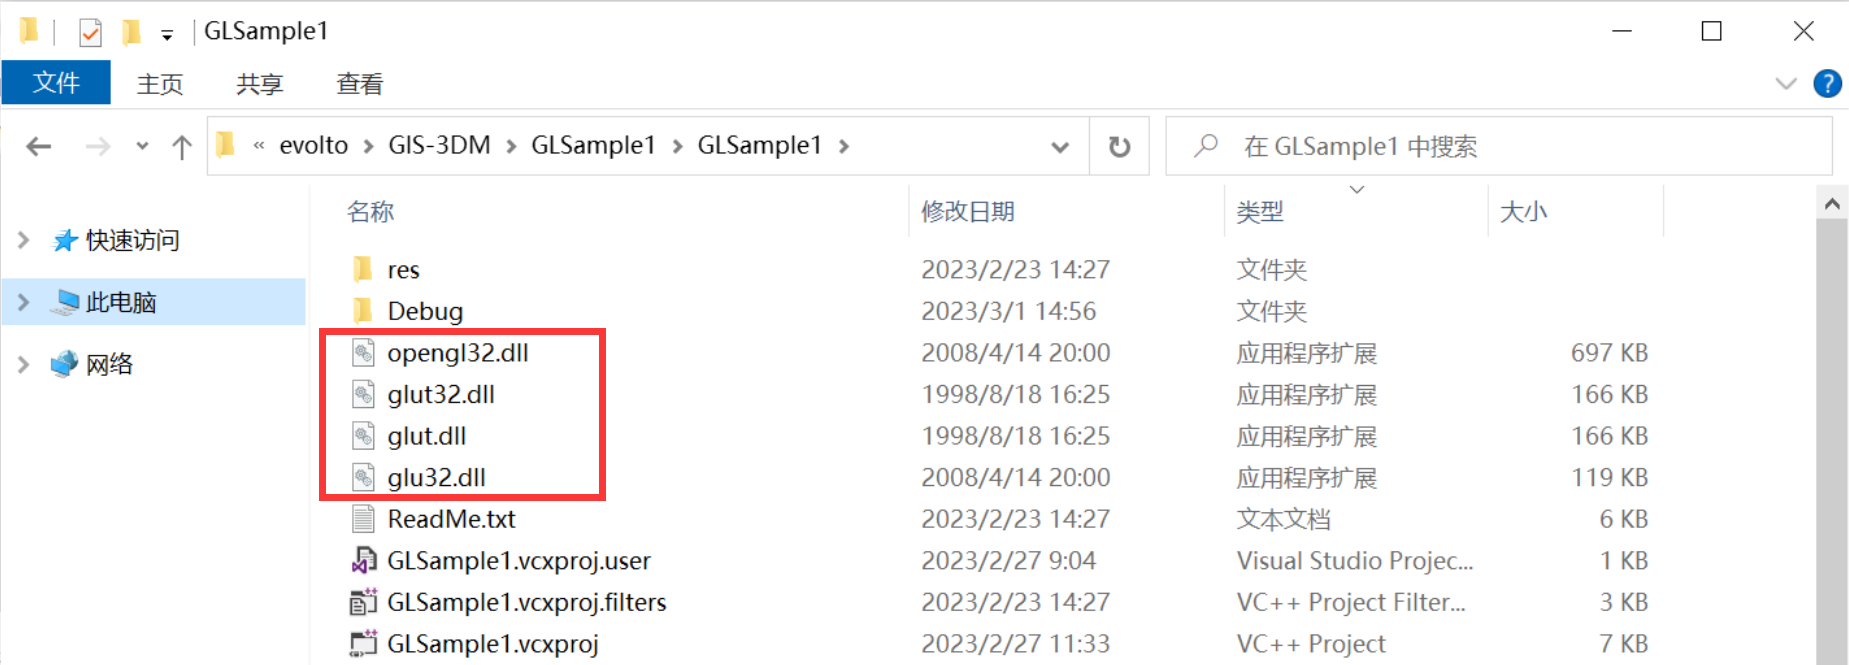 GLSample1
文件 主页 共享 查看
« evolto > GIS-3DM > GLSample1 > GLSample1 > 在 GLSample1 中搜索
快速访问
此电脑
网络
名称 修改日期 类型 大小
res 2023/2/23 14:27 文件夹
Debug 2023/3/1 14:56 文件夹
opengl32.dll 2008/4/14 20:00 应用程序扩展 697 KB
glut32.dll 1998/8/18 16:25 应用程序扩展 166 KB
glut.dll 1998/8/18 16:25 应用程序扩展 166 KB
glu32.dll 2008/4/14 20:00 应用程序扩展 119 KB
ReadMe.txt 2023/2/23 14:27 文本文档 6 KB
GLSample1.vcxproj.user 2023/2/27 9:04 Visual Studio Projec... 1 KB
GLSample1.vcxproj.filters 2023/2/23 14:27 VC++ Project Filter... 3 KB
GLSample1.vcxproj 2023/2/27 11:33 VC++ Project 7 KB